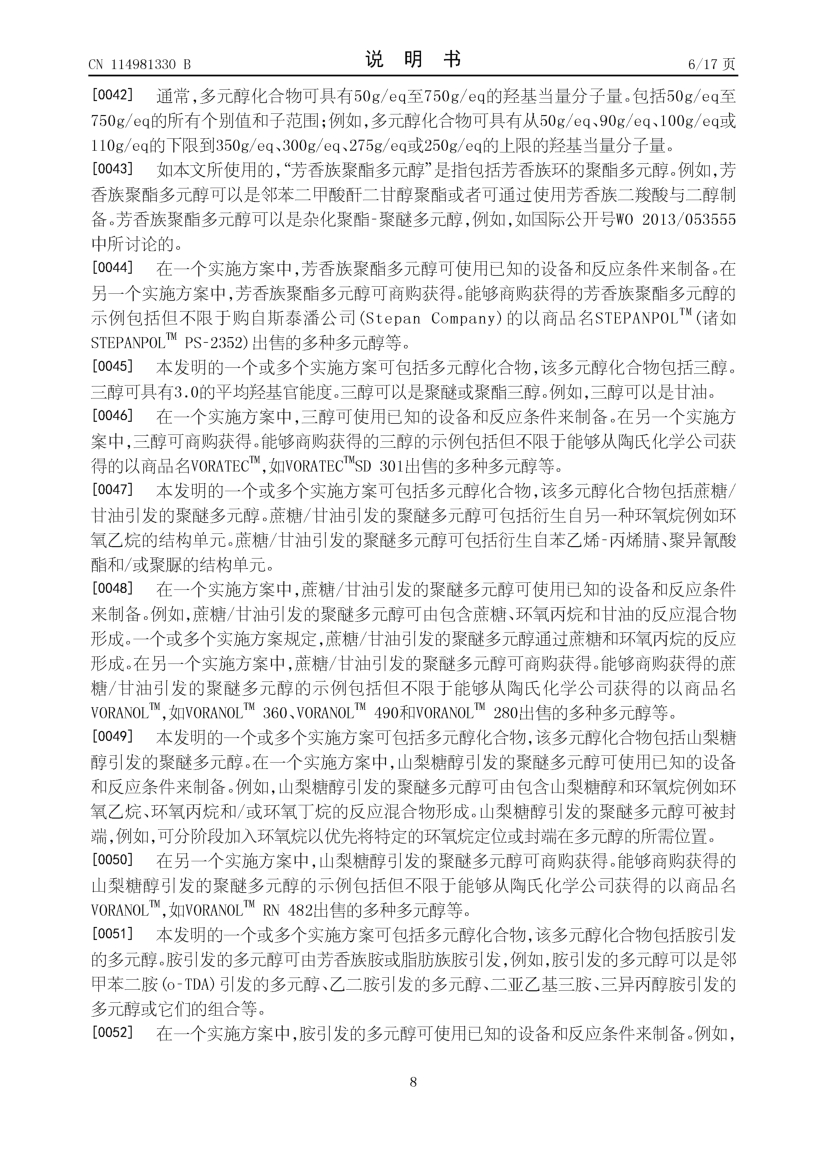 CN 114981330 B
说 明 书
6/17 页
[0042] 通常,多元醇化合物可具有50g/eq至750g/eq的羟基当量分子量。包括50g/eq至
750g/eq的所有个别值和子范围;例如,多元醇化合物可具有从50g/eq、90g/eq、100g/eq或
110g/eq的下限到350g/eq、300g/eq、275g/eq或250g/eq的上限的羟基当量分子量。
[0043] 如本文所使用的,“芳香族聚酯多元醇”是指包括芳香族环的聚酯多元醇。例如,芳
香族聚酯多元醇可以是邻苯二甲酸酐二甘醇聚酯或者可通过使用芳香族二羧酸与二醇制
备。芳香族聚酯多元醇可以是杂化聚酯-聚醚多元醇,例如,如国际公开号WO 2013/053555
中所讨论的。
[0044] 在一个实施方案中,芳香族聚酯多元醇可使用已知的设备和反应条件来制备。在
另一个实施方案中,芳香族聚酯多元醇可商购获得。能够商购获得的芳香族聚酯多元醇的
示例包括但不限于购自斯泰潘公司(Stepan Company)的以商品名STEPANPOL™(诸如
STEPANPOL™ PS-2352)出售的多种多元醇等。
[0045] 本发明的一个或多个实施方案可包括多元醇化合物,该多元醇化合物包括三醇。
三醇可具有3.0的平均羟基官能度。三醇可以是聚醚或聚酯三醇。例如,三醇可以是甘油。
[0046] 在一个实施方案中,三醇可使用已知的设备和反应条件来制备。在另一个实施方
案中,三醇可商购获得。能够商购获得的三醇的示例包括但不限于能够从陶氏化学公司获
得的以商品名VORATEC™,如VORATEC™SD 301出售的多种多元醇等。
[0047] 本发明的一个或多个实施方案可包括多元醇化合物,该多元醇化合物包括蔗糖/
甘油引发的聚醚多元醇。蔗糖/甘油引发的聚醚多元醇可包括衍生自另一种环氧烷例如环
氧乙烷的结构单元。蔗糖/甘油引发的聚醚多元醇可包括衍生自苯乙烯-丙烯腈、聚异氰酸
酯和/或聚脲的结构单元。
[0048] 在一个实施方案中,蔗糖/甘油引发的聚醚多元醇可使用已知的设备和反应条件
来制备。例如,蔗糖/甘油引发的聚醚多元醇可由包含蔗糖、环氧丙烷和甘油的反应混合物
形成。一个或多个实施方案规定,蔗糖/甘油引发的聚醚多元醇通过蔗糖和环氧丙烷的反应
形成。在另一个实施方案中,蔗糖/甘油引发的聚醚多元醇可商购获得。能够商购获得的蔗
糖/甘油引发的聚醚多元醇的示例包括但不限于能够从陶氏化学公司获得的以商品名
VORANOL™,如VORANOL™ 360、VORANOL™ 490和VORANOL™ 280出售的多种多元醇等。
[0049] 本发明的一个或多个实施方案可包括多元醇化合物,该多元醇化合物包括山梨糖
醇引发的聚醚多元醇。在一个实施方案中,山梨糖醇引发的聚醚多元醇可使用已知的设备
和反应条件来制备。例如,山梨糖醇引发的聚醚多元醇可由包含山梨糖醇和环氧烷例如环
氧乙烷、环氧丙烷和/或环氧丁烷的反应混合物形成。山梨糖醇引发的聚醚多元醇可被封
端,例如,可分阶段加入环氧烷以优先将特定的环氧烷定位或封端在多元醇的所需位置。
[0050] 在另一个实施方案中,山梨糖醇引发的聚醚多元醇可商购获得。能够商购获得的
山梨糖醇引发的聚醚多元醇的示例包括但不限于能够从陶氏化学公司获得的以商品名
VORANOL™,如VORANOL™ RN 482出售的多种多元醇等。
[0051] 本发明的一个或多个实施方案可包括多元醇化合物,该多元醇化合物包括胺引发
的多元醇。胺引发的多元醇可由芳香族胺或脂肪族胺引发,例如,胺引发的多元醇可以是邻
甲苯二胺(o-TDA)引发的多元醇、乙二胺引发的多元醇、二亚乙基三胺、三异丙醇胺引发的
多元醇或它们的组合等。
[0052] 在一个实施方案中,胺引发的多元醇可使用已知的设备和反应条件来制备。例如,
8